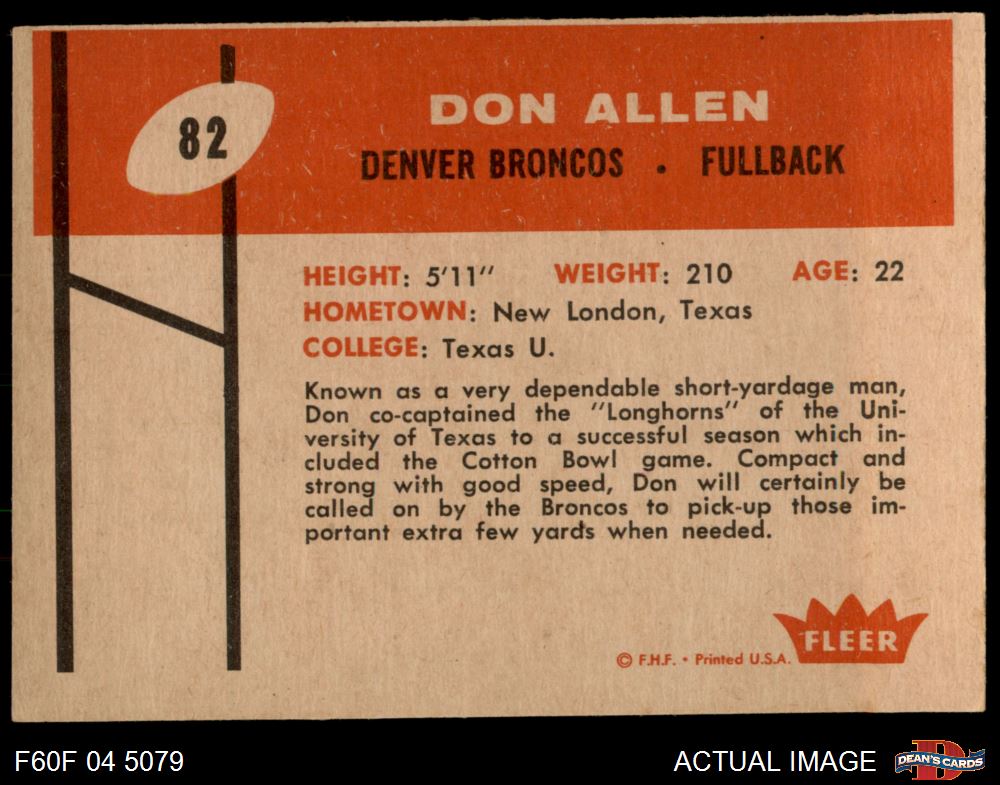 82
DON ALLEN
DENVER BRONCOS . FULLBACK
HEIGHT: 5'11" WEIGHT: 210 AGE: 22
HOMETOWN: New London, Texas
COLLEGE: Texas U.
Known as a very dependable short-yardage man,
Don co-captained the "Longhorns" of the Uni-
versity of Texas to a successful season which in-
cluded the Cotton Bowl game. Compact and
strong with good speed, Don will certainly be
called on by the Broncos to pick-up those im-
portant extra few yards when needed.
FLEER
© F.H.F. • Printed U.S.A.
F60F 04 5079
ACTUAL IMAGE
DEAN'S CARDS